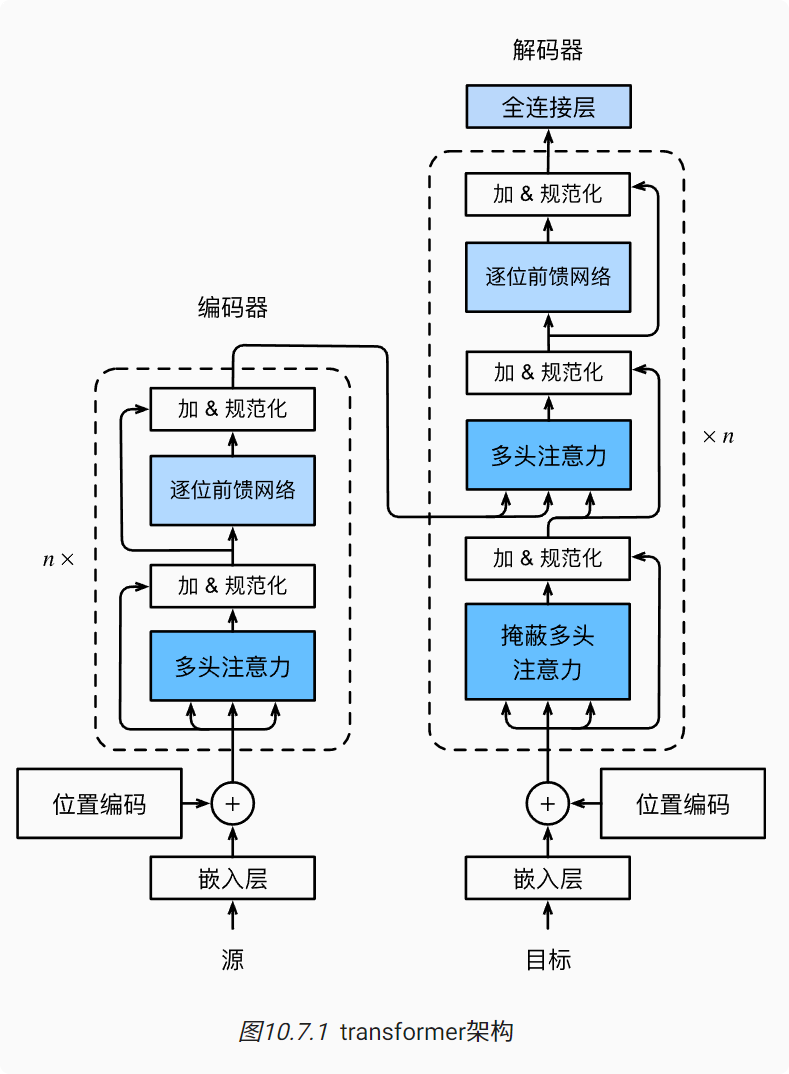 解码器
全连接层
加 & 规范化
逐位前馈网络
加 & 规范化
多头注意力
× n
加 & 规范化
掩蔽多头
注意力
位置编码
+
嵌入层
目标
编码器
加 & 规范化
逐位前馈网络
n ×
加 & 规范化
多头注意力
位置编码
+
嵌入层
源
图10.7.1 transformer架构